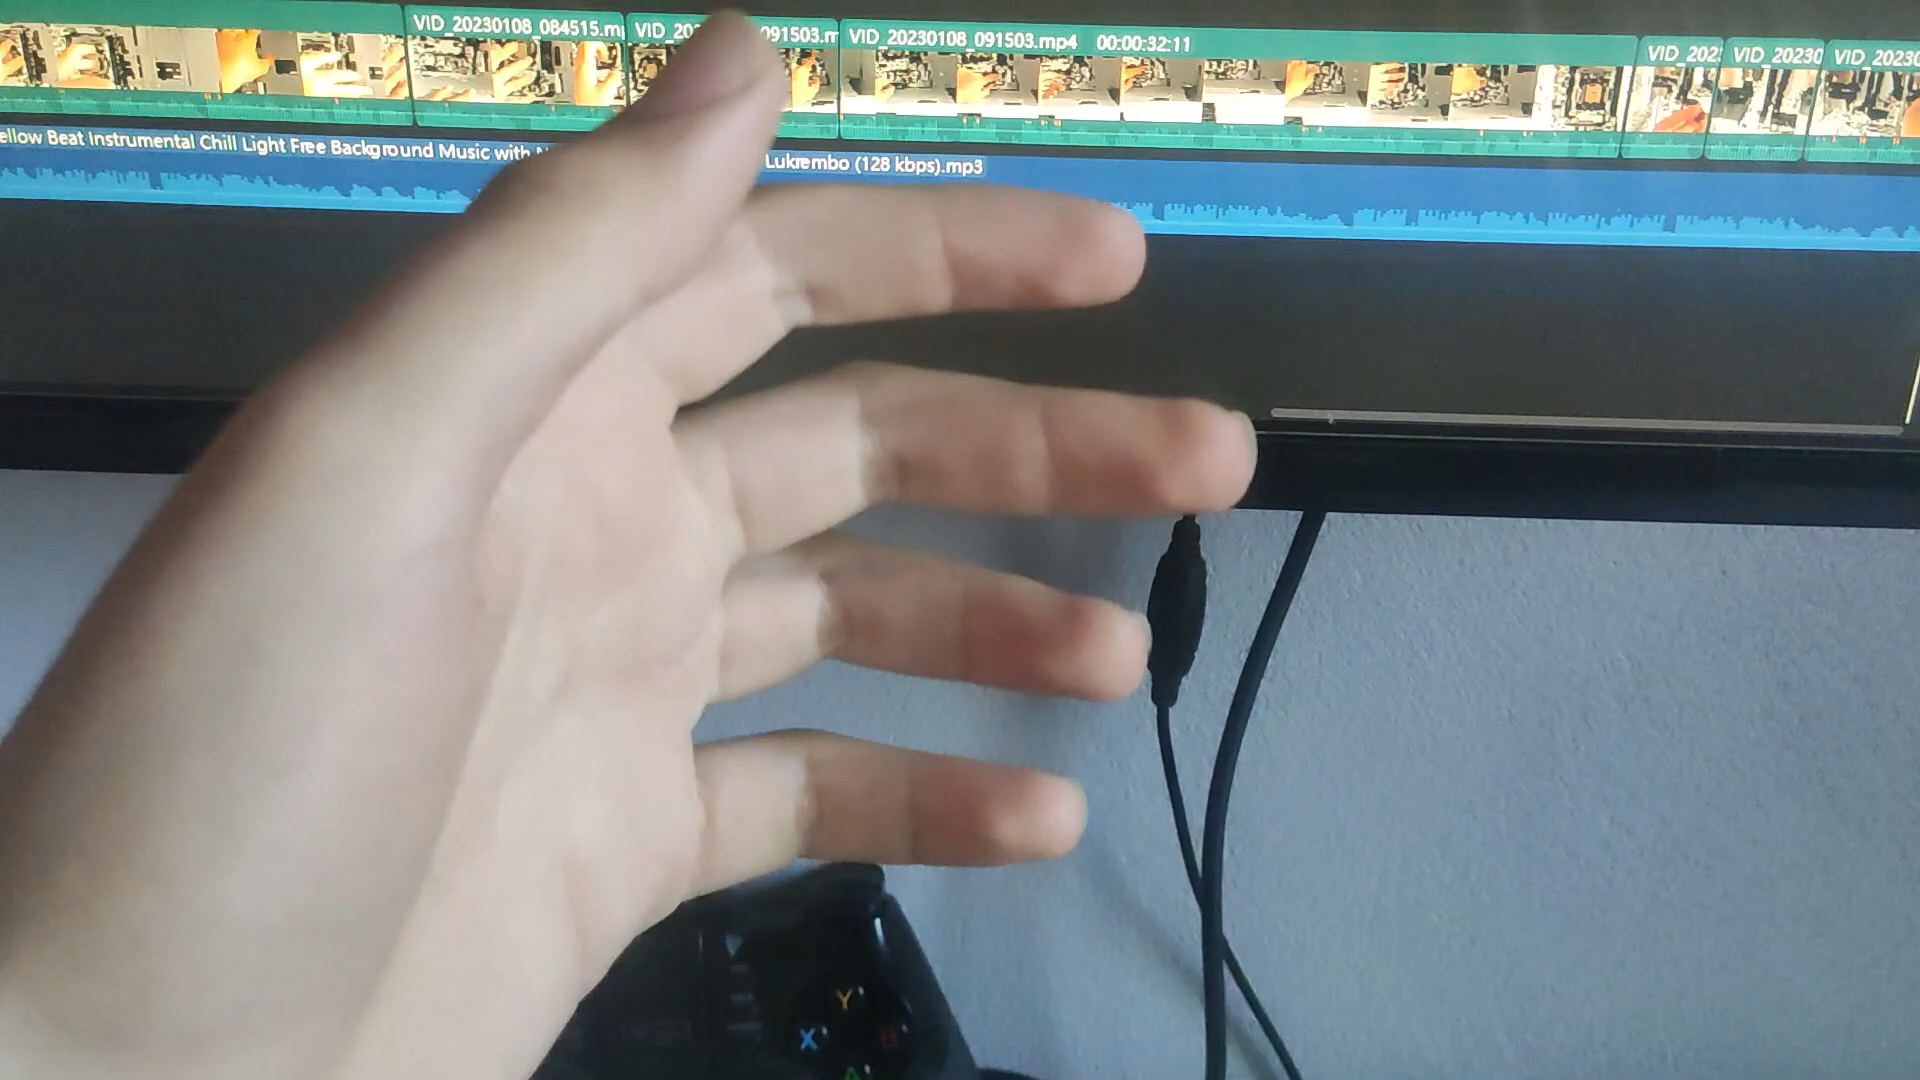 VID_20230108_084515.m
VID_20
091503.m
VID_20230108_091503.mp4 00:00:32:11
VID_202
VID_20230
VID_20230
ellow Beat Instrumental Chill Light Free Background Music with
Lukrembo (128 kbps).mp3
Y
X
B
A